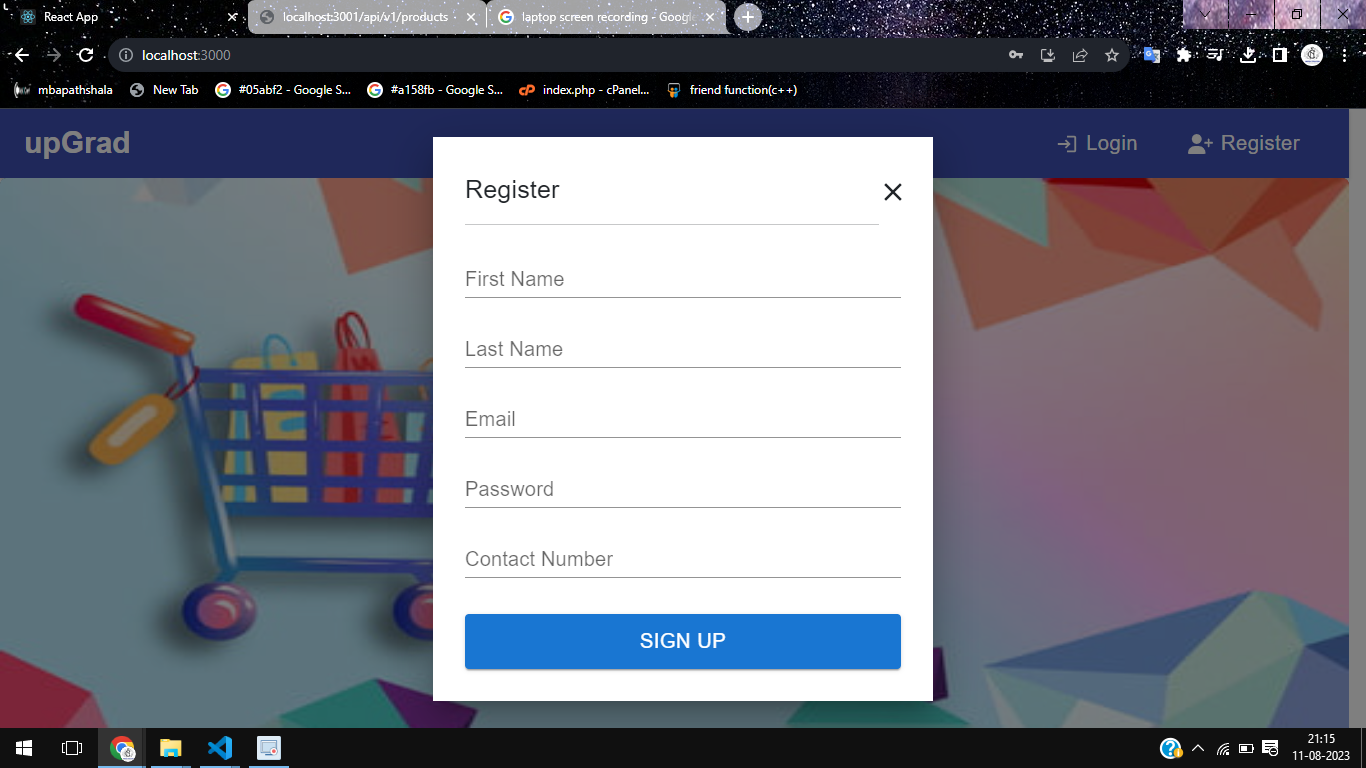 React App
localhost:3001/api/v1/products
laptop screen recording - Google
localhost:3000
mbapathshala
New Tab
#05abf2 - Google S...
#a158fb - Google S...
index.php - cPanel...
friend function(c++)
upGrad
Login
Register
Register
First Name
Last Name
Email
Password
Contact Number
SIGN UP
21:15
11-08-2023